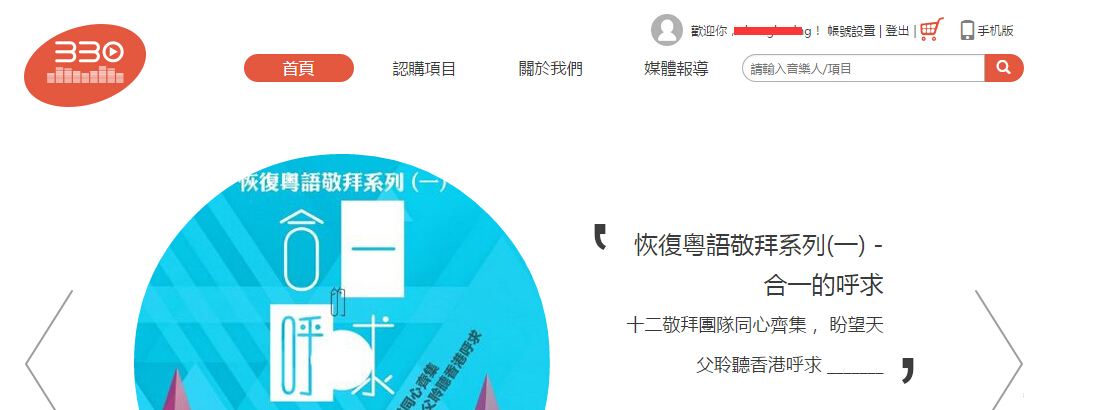 330
歡迎你，
！ 帳號設置 | 登出 | 手机版
首頁 認購項目 關於我們 媒體報導 請輸入音樂人/項目
恢復粵語敬拜系列 (一)
合一
的
呼求
同心齊集
父聆聽香港呼求
恢復粵語敬拜系列(一) -
合一的呼求
十二敬拜團隊同心齊集， 盼望天
父聆聽香港呼求 _______